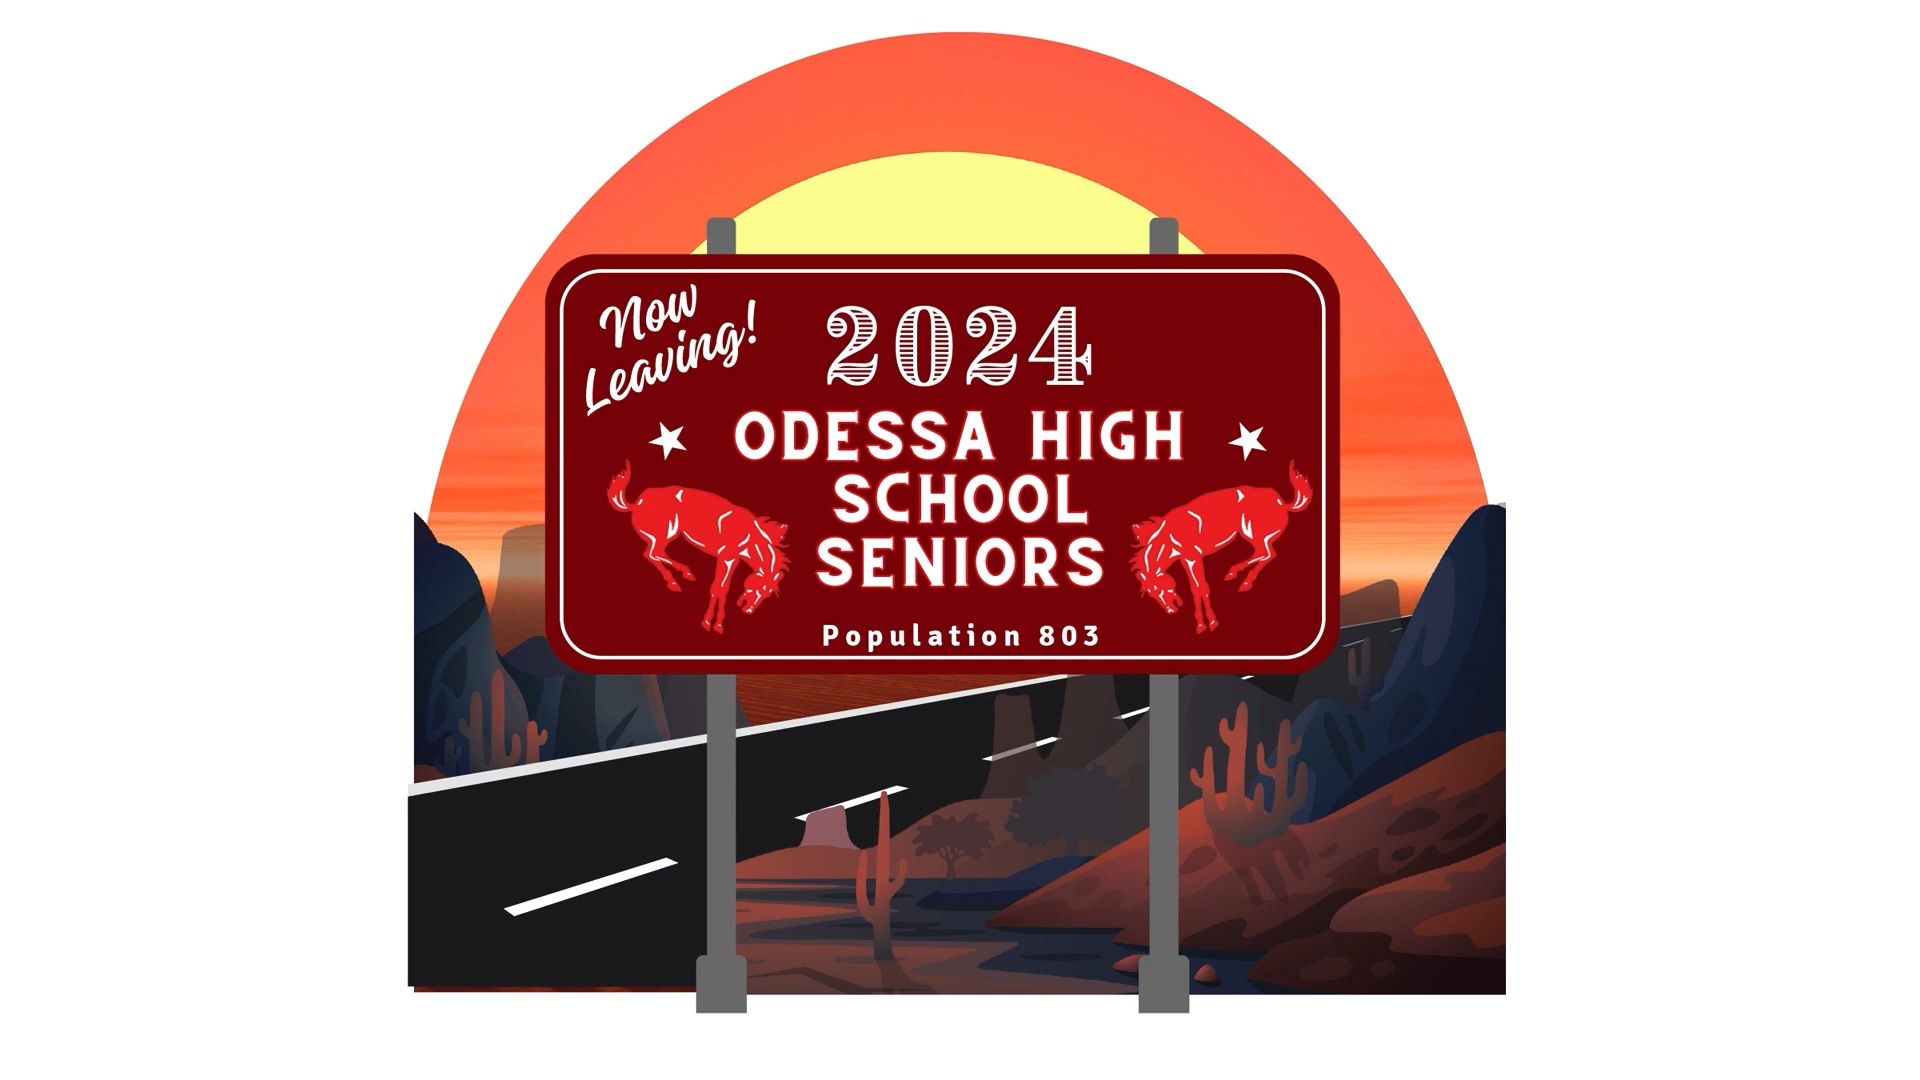 Now
Leaving!
2024
ODESSA HIGH
SCHOOL
SENIORS
Population 803